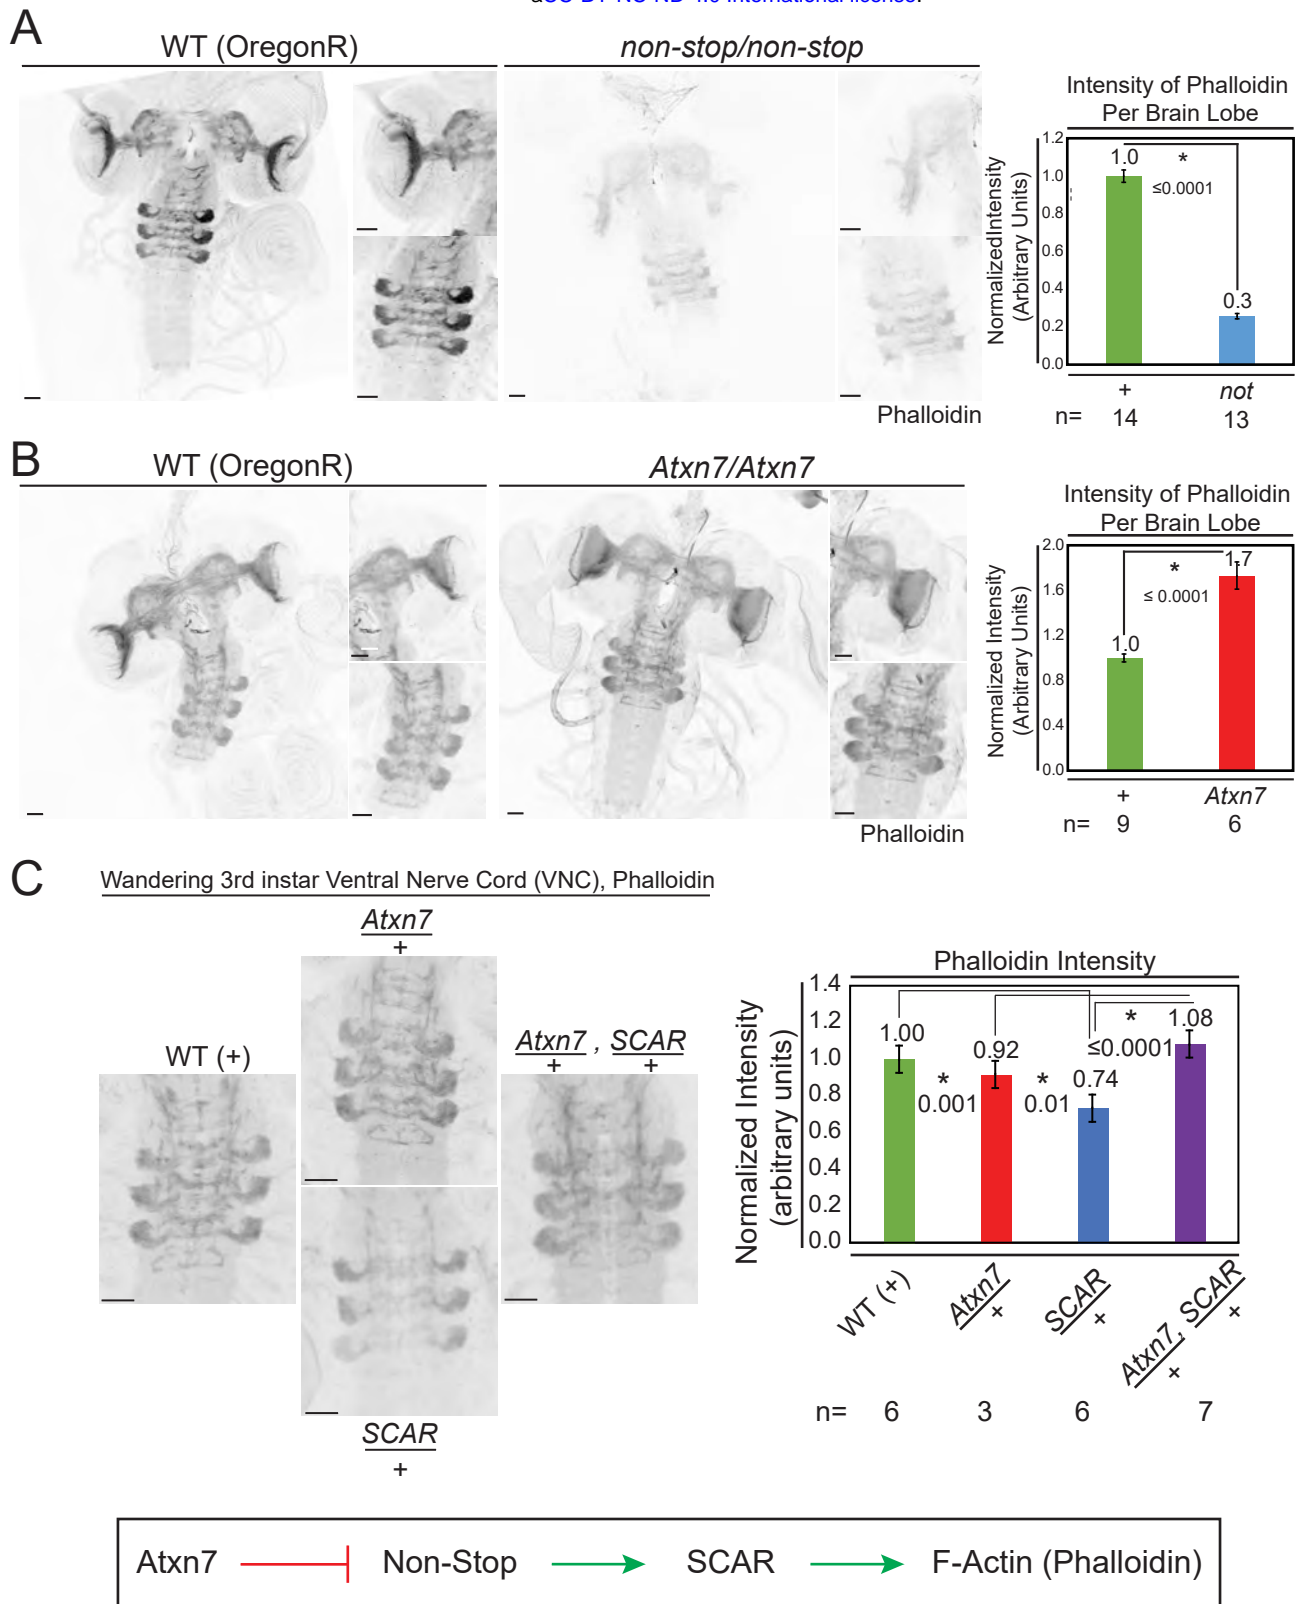 A
WT (OregonR)
non-stop/non-stop
Intensity of Phalloidin
Per Brain Lobe
NormalizedIntensity
(Arbitrary Units)
1.2
1.0
0.8
0.6
0.4
0.2
0.0
1.0
*
≤0.0001
0.3
+
not
n=
14
13
Phalloidin
B
WT (OregonR)
Atxn7/Atxn7
Intensity of Phalloidin
Per Brain Lobe
Normalized Intensity
(Arbitrary Units)
2.0
1.6
1.2
0.8
0.4
0.0
1.0
*
≤ 0.0001
1.7
+
Atxn7
n=
9
6
Phalloidin
C
Wandering 3rd instar Ventral Nerve Cord (VNC), Phalloidin
Atxn7
+
WT (+)
Atxn7 , SCAR
+ +
SCAR
+
Phalloidin Intensity
Normalized Intensity
(arbitrary units)
1.4
1.2
1.0
0.8
0.6
0.4
0.2
0.0
1.00
*
0.001
0.92
*
0.01
0.74
*
≤0.0001
1.08
WT (+)
Atxn7
+
SCAR
+
Atxn7, SCAR
+ +
n=
6
3
6
7
Atxn7 Non-Stop SCAR F-Actin (Phalloidin)